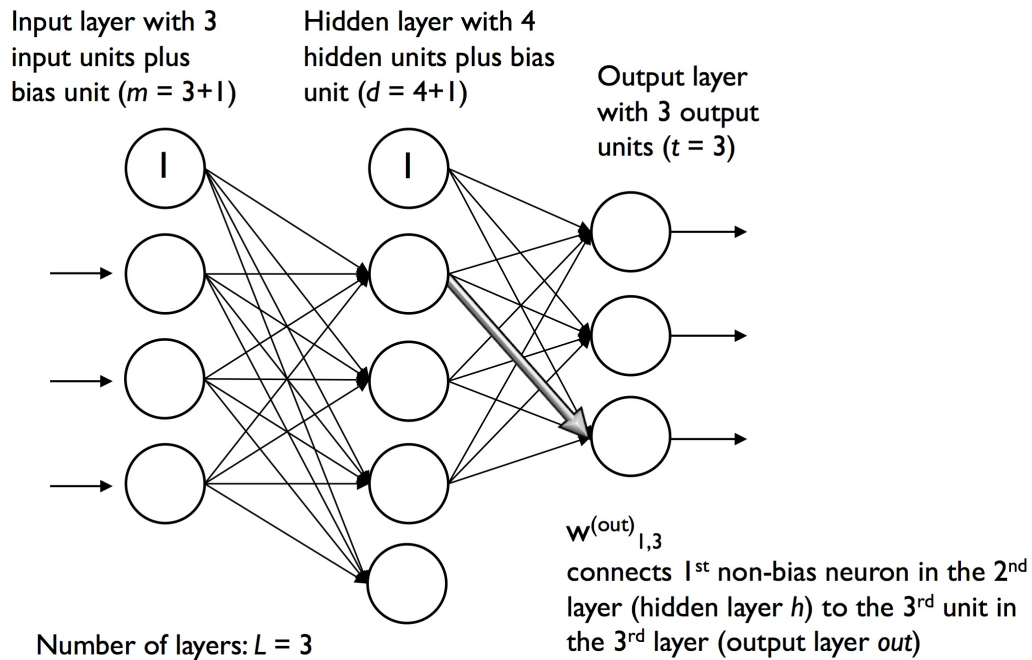 Input layer with 3
input units plus
bias unit (m = 3+1)
Hidden layer with 4
hidden units plus bias
unit (d = 4+1)
Output layer
with 3 output
units (t = 3)
1
1
w(out)1,3
connects 1st non-bias neuron in the 2nd
layer (hidden layer h) to the 3rd unit in
the 3rd layer (output layer out)
Number of layers: L = 3